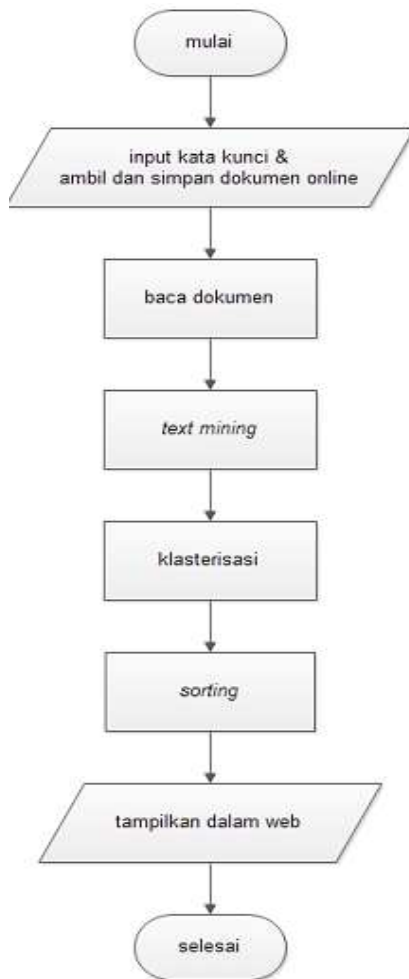 mulai
input kata kunci &
ambil dan simpan dokumen online
baca dokumen
text mining
klasterisasi
sorting
tampilkan dalam web
selesai